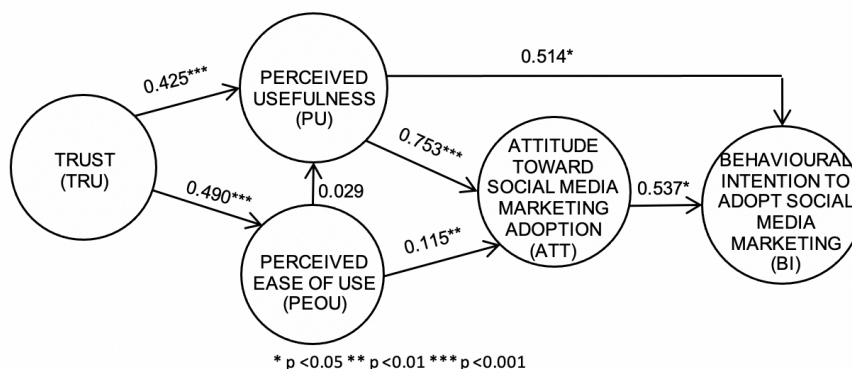 TRUST
(TRU)
0.425***
0.490***
PERCEIVED
USEFULNESS
(PU)
0.029
PERCEIVED
EASE OF USE
(PEOU)
0.514*
0.753***
0.115**
ATTITUDE
TOWARD
SOCIAL MEDIA
MARKETING
ADOPTION
(ATT)
0.537*
BEHAVIOURAL
INTENTION TO
ADOPT SOCIAL
MEDIA
MARKETING
(BI)
* p <0.05 ** p <0.01 *** p <0.001